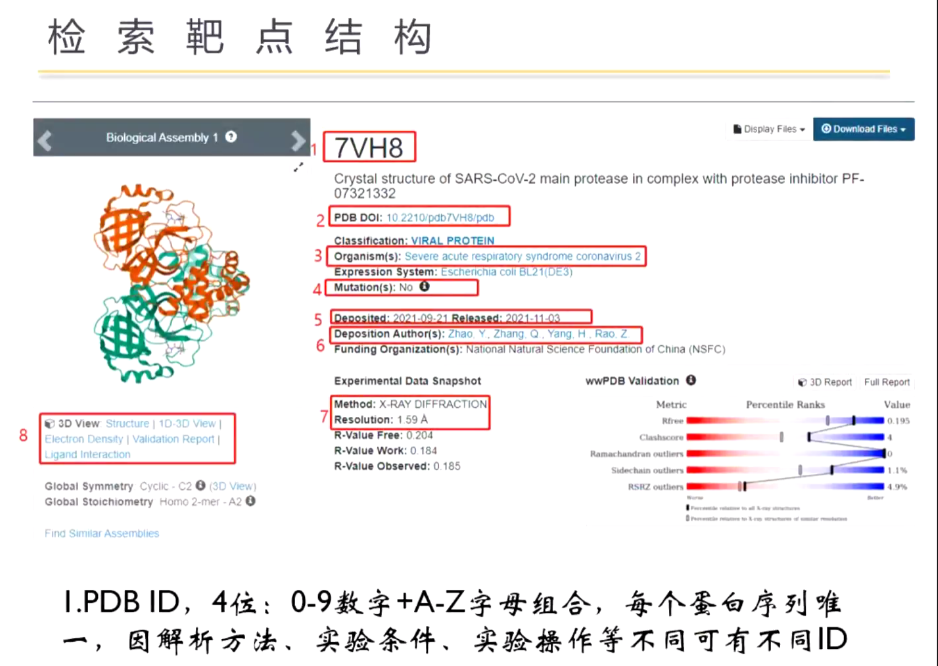 检索靶点结构
Biological Assembly 1
Display Files
Download Files
1
7VH8
Crystal structure of SARS-CoV-2 main protease in complex with protease inhibitor PF-
07321332
2
PDB DOI: 10.2210/pdb7VH8/pdb
Classification: VIRAL PROTEIN
3
Organism(s): Severe acute respiratory syndrome coronavirus 2
Expression System: Escherichia coli BL21(DE3)
4
Mutation(s): No
5
Deposited: 2021-09-21 Released: 2021-11-03
6
Deposition Author(s): Zhao, Y., Zhang, Q., Yang, H., Rao, Z.
Funding Organization(s): National Natural Science Foundation of China (NSFC)
Experimental Data Snapshot
7
Method: X-RAY DIFFRACTION
Resolution: 1.59 Å
R-Value Free: 0.204
R-Value Work: 0.184
R-Value Observed: 0.185
wwPDB Validation
3D Report
Full Report
Metric Percentile Ranks Value
Rfree 0.195
Clashscore 4
Ramachandran outliers 0
Sidechain outliers 1.1%
RSRZ outliers 4.9%
Worse Better
Percentile relative to all X-ray structures
Percentile relative to X-ray structures of similar resolution
8
3D View: Structure | 1D-3D View |
Electron Density | Validation Report |
Ligand Interaction
Global Symmetry: Cyclic - C2 (3D View)
Global Stoichiometry: Homo 2-mer - A2
Find Similar Assemblies
1.PDB ID，4位：0-9数字+A-Z字母组合，每个蛋白序列唯
一，因解析方法、实验条件、实验操作等不同可有不同ID